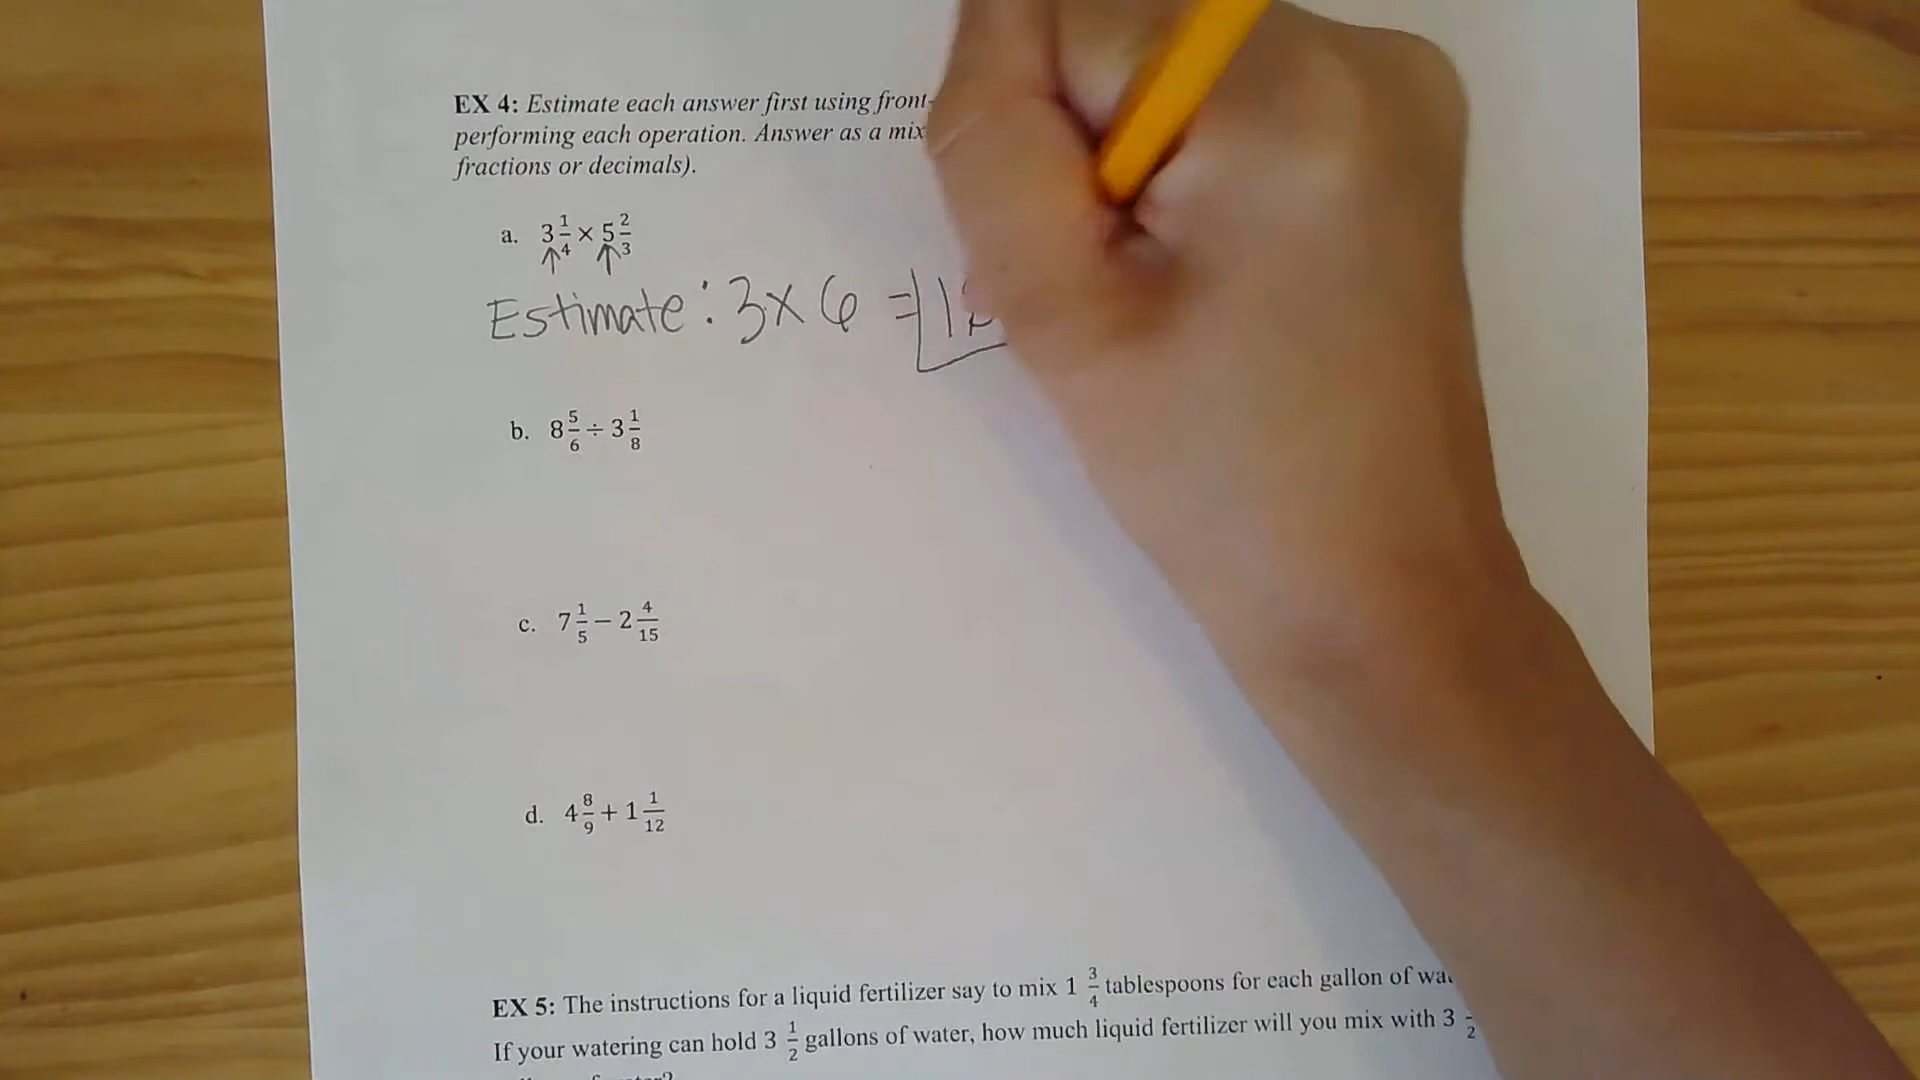 EX 4: Estimate each answer first using front-
performing each operation. Answer as a mix
fractions or decimals).
a. 3 1/4 × 5 2/3
Estimate: 3 x 6 =
b. 8 5/6 ÷ 3 1/8
c. 7 1/5 − 2 4/15
d. 4 8/9 + 1 1/12
EX 5: The instructions for a liquid fertilizer say to mix 1 3/4 tablespoons for each gallon of
If your watering can hold 3 1/2 gallons of water, how much liquid fertilizer will you mix with 3